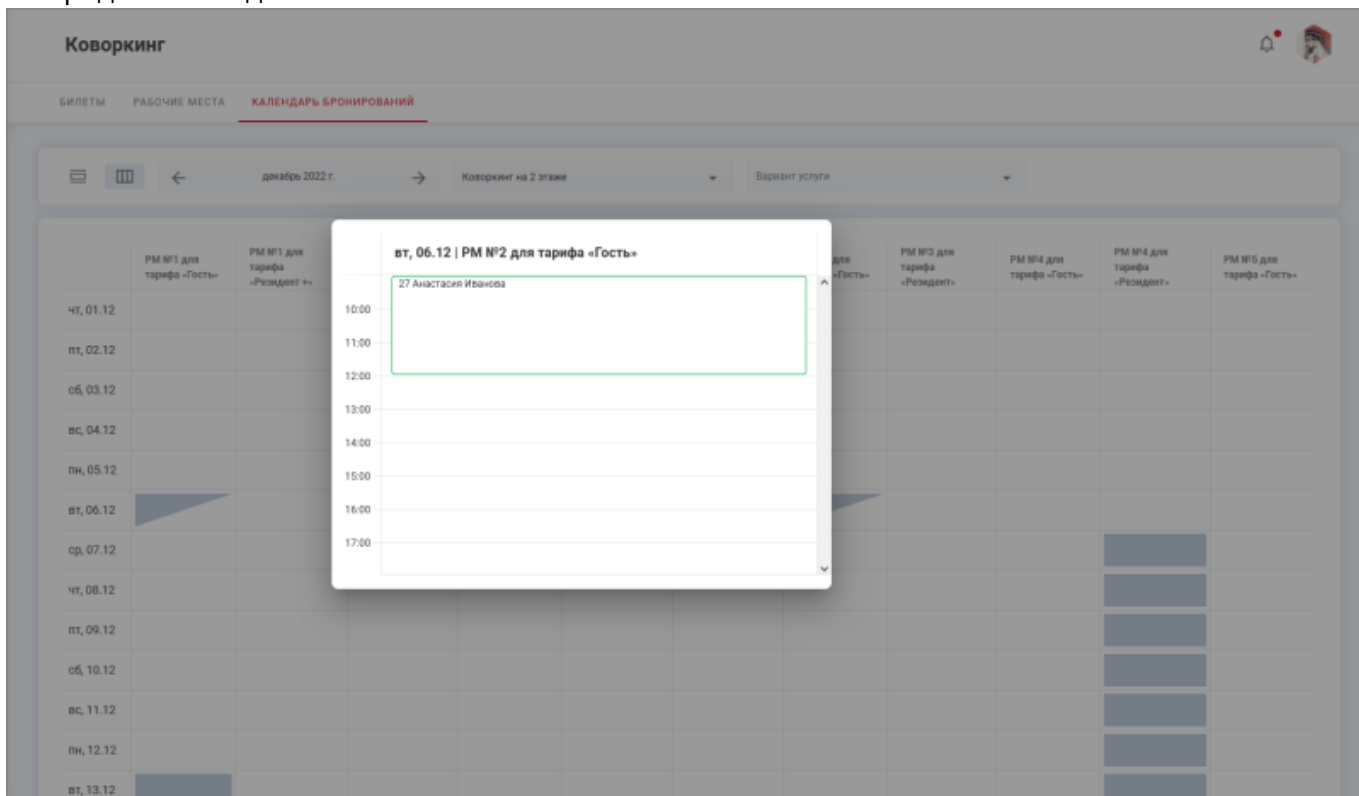 Коворкинг
БИЛЕТЫ РАБОЧИЕ МЕСТА КАЛЕНДАРЬ БРОНИРОВАНИЙ
декабрь 2022 г. Коворкинг на 2 этаже Вариант услуги
РМ №1 для тарифа «Гость»
РМ №1 для тарифа «Резидент +»
вт, 06.12 | РМ №2 для тарифа «Гость»
для «Гость»
РМ №3 для тарифа «Резидент»
РМ №4 для тарифа «Гость»
РМ №4 для тарифа «Резидент»
РМ №5 для тарифа «Гость»
27 Анастасия Иванова
10:00
11:00
12:00
13:00
14:00
15:00
16:00
17:00
чт, 01.12
пт, 02.12
сб, 03.12
вс, 04.12
пн, 05.12
вт, 06.12
ср, 07.12
чт, 08.12
пт, 09.12
сб, 10.12
вс, 11.12
пн, 12.12
вт, 13.12